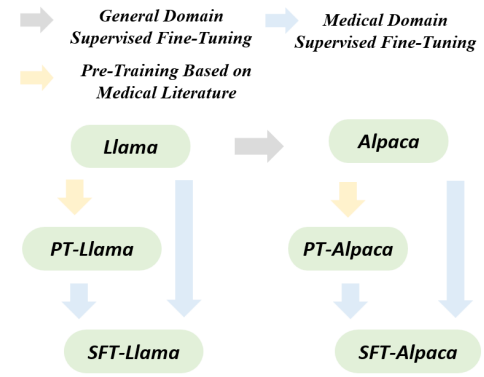 General Domain
Supervised Fine-Tuning
Medical Domain
Supervised Fine-Tuning
Pre-Training Based on
Medical Literature
Llama
Alpaca
PT-Llama
PT-Alpaca
SFT-Llama
SFT-Alpaca